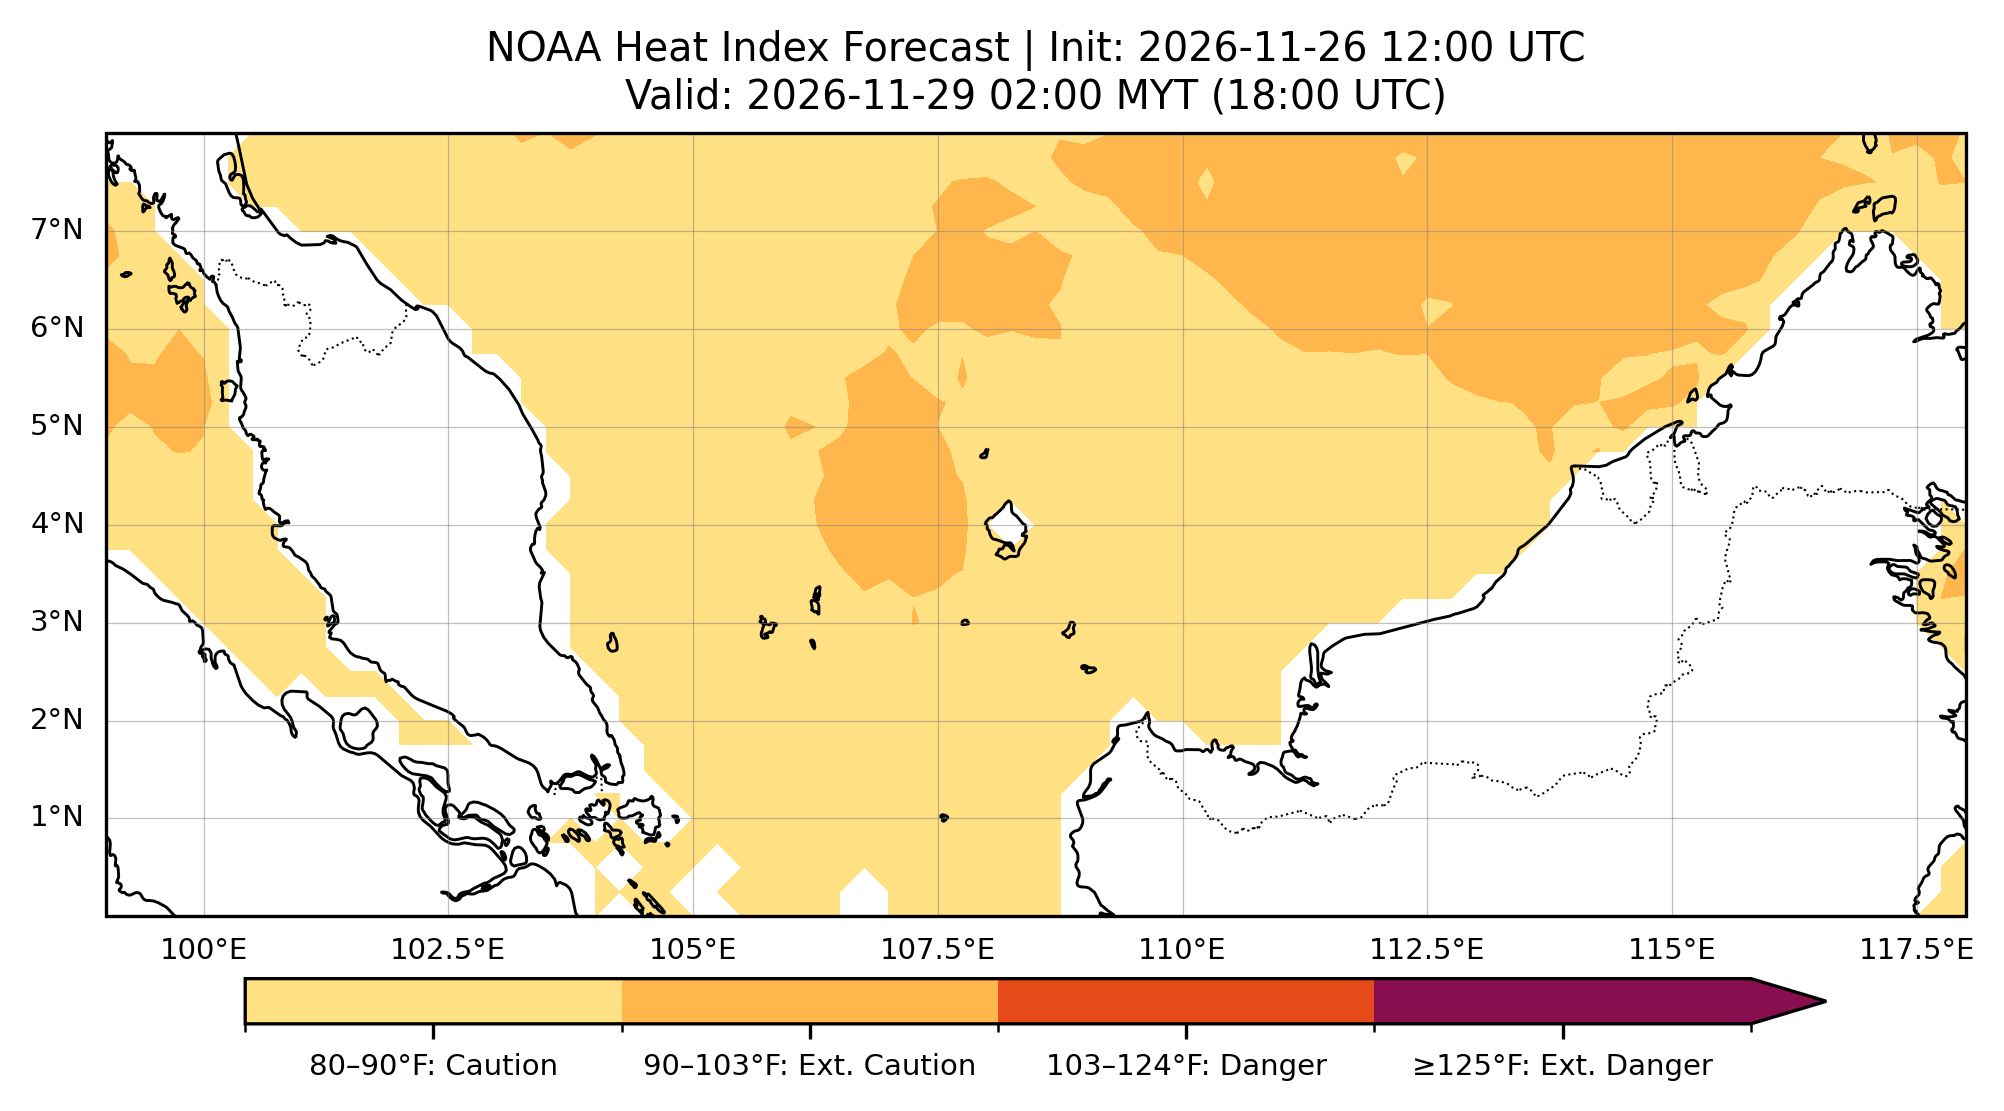 NOAA Heat Index Forecast | Init: 2026-11-26 12:00 UTC
Valid: 2026-11-29 02:00 MYT (18:00 UTC)
7°N
6°N
5°N
4°N
3°N
2°N
1°N
100°E 102.5°E 105°E 107.5°E 110°E 112.5°E 115°E 117.5°E
80–90°F: Caution 90–103°F: Ext. Caution 103–124°F: Danger ≥125°F: Ext. Danger